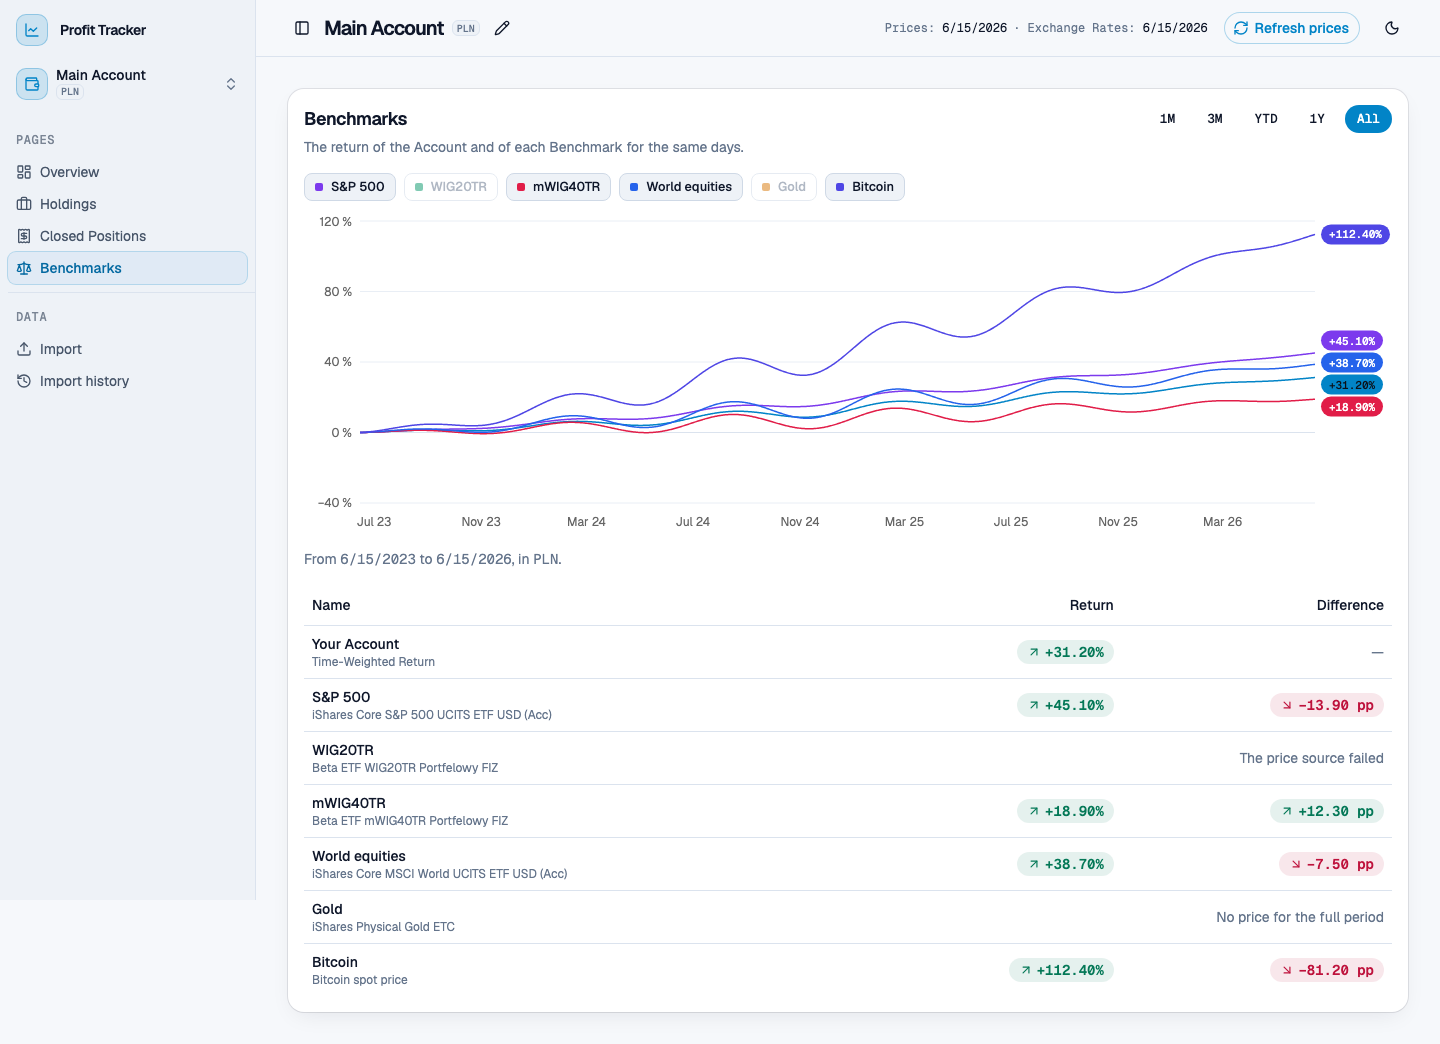 Profit Tracker
Main Account
PLN
PAGES
Overview
Holdings
Closed Positions
Benchmarks
DATA
Import
Import history
Main Account PLN
Prices: 6/15/2026 · Exchange Rates: 6/15/2026
Refresh prices
Benchmarks
1M 3M YTD 1Y All
The return of the Account and of each Benchmark for the same days.
S&P 500 WIG20TR mWIG40TR World equities Gold Bitcoin
120 %
80 %
40 %
0 %
−40 %
+112.40%
+45.10%
+38.70%
+31.20%
+18.90%
Jul 23 Nov 23 Mar 24 Jul 24 Nov 24 Mar 25 Jul 25 Nov 25 Mar 26
From 6/15/2023 to 6/15/2026, in PLN.
Name Return Difference
Your Account
Time-Weighted Return
+31.20% —
S&P 500
iShares Core S&P 500 UCITS ETF USD (Acc)
+45.10% −13.90 pp
WIG20TR
Beta ETF WIG20TR Portfelowy FIZ
The price source failed
mWIG40TR
Beta ETF mWIG40TR Portfelowy FIZ
+18.90% +12.30 pp
World equities
iShares Core MSCI World UCITS ETF USD (Acc)
+38.70% −7.50 pp
Gold
iShares Physical Gold ETC
No price for the full period
Bitcoin
Bitcoin spot price
+112.40% −81.20 pp